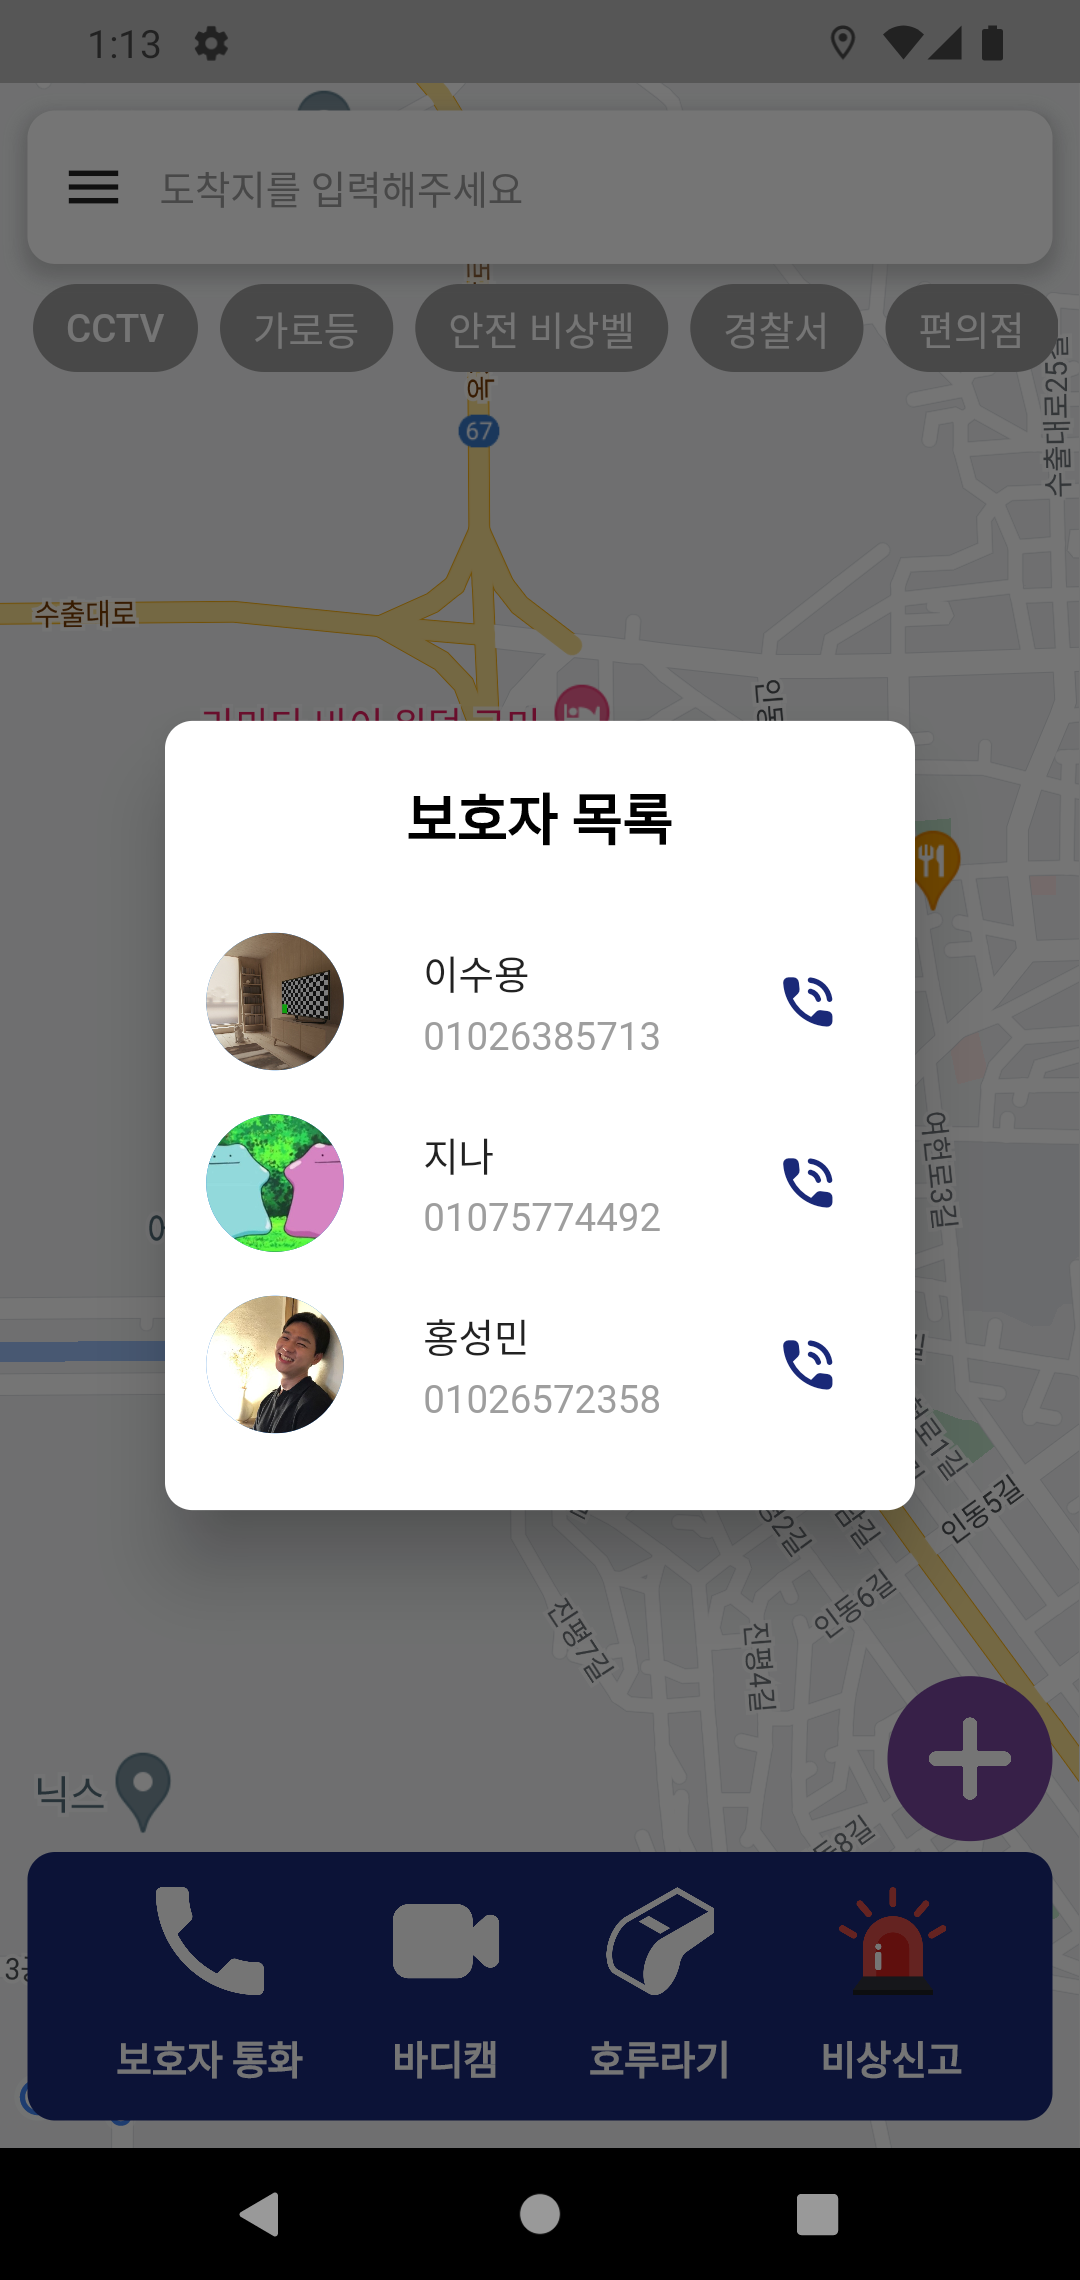 1:13
도착지를 입력해주세요
CCTV
가로등
안전 비상벨
경찰서
편의점
수출대로25길
67
수출대로
인동
보호자 목록
이수용
01026385713
지나
01075774492
홍성민
01026572358
여헌로3길
인동5길
인동6길
진평7길
진평4길
닉스
보호자 통화
바디캠
호루라기
비상신고